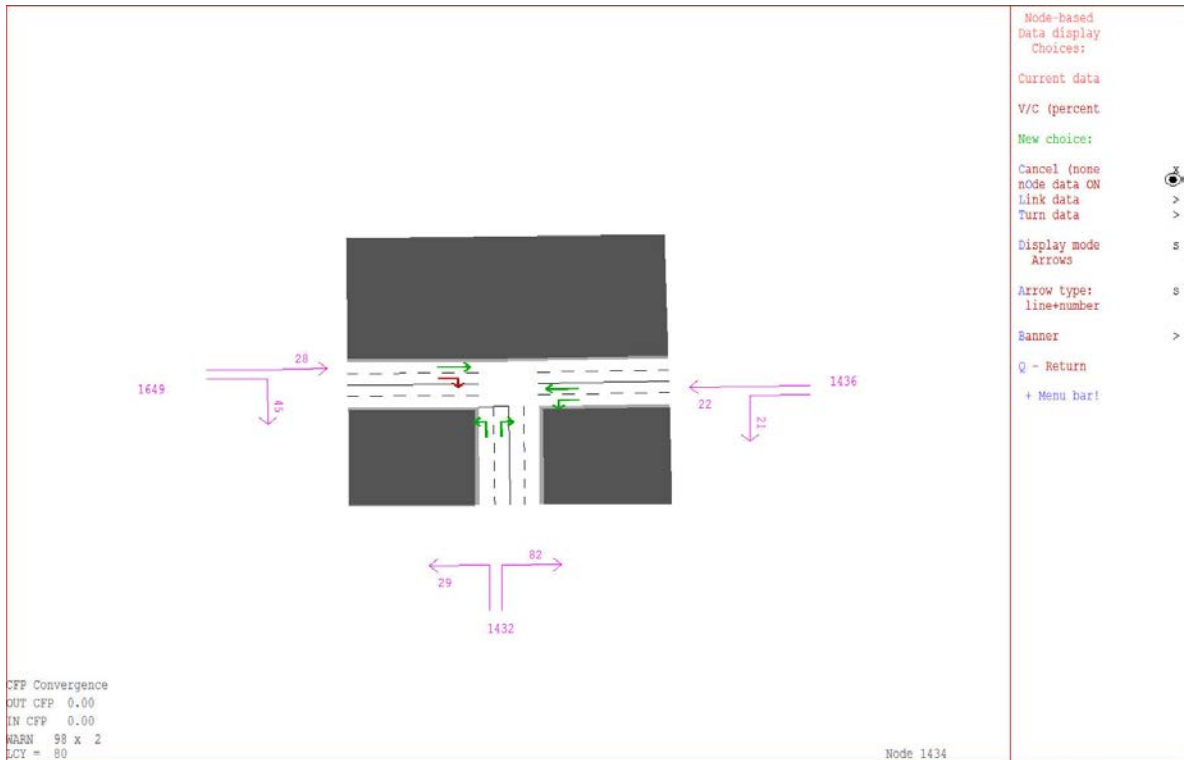 Node-based
Data display
Choices:
Current data
V/C (percent
New choice:
Cancel (none x
nOde data ON
Link data >
Turn data >
Display mode s
Arrows
Arrow type: s
line+number
Banner >
Q - Return
+ Menu bar!
28
1649
45
1436
22
21
82
29
1432
CFP Convergence
OUT CFP 0.00
IN CFP 0.00
WARN 98 x 2
LCY = 80
Node 1434